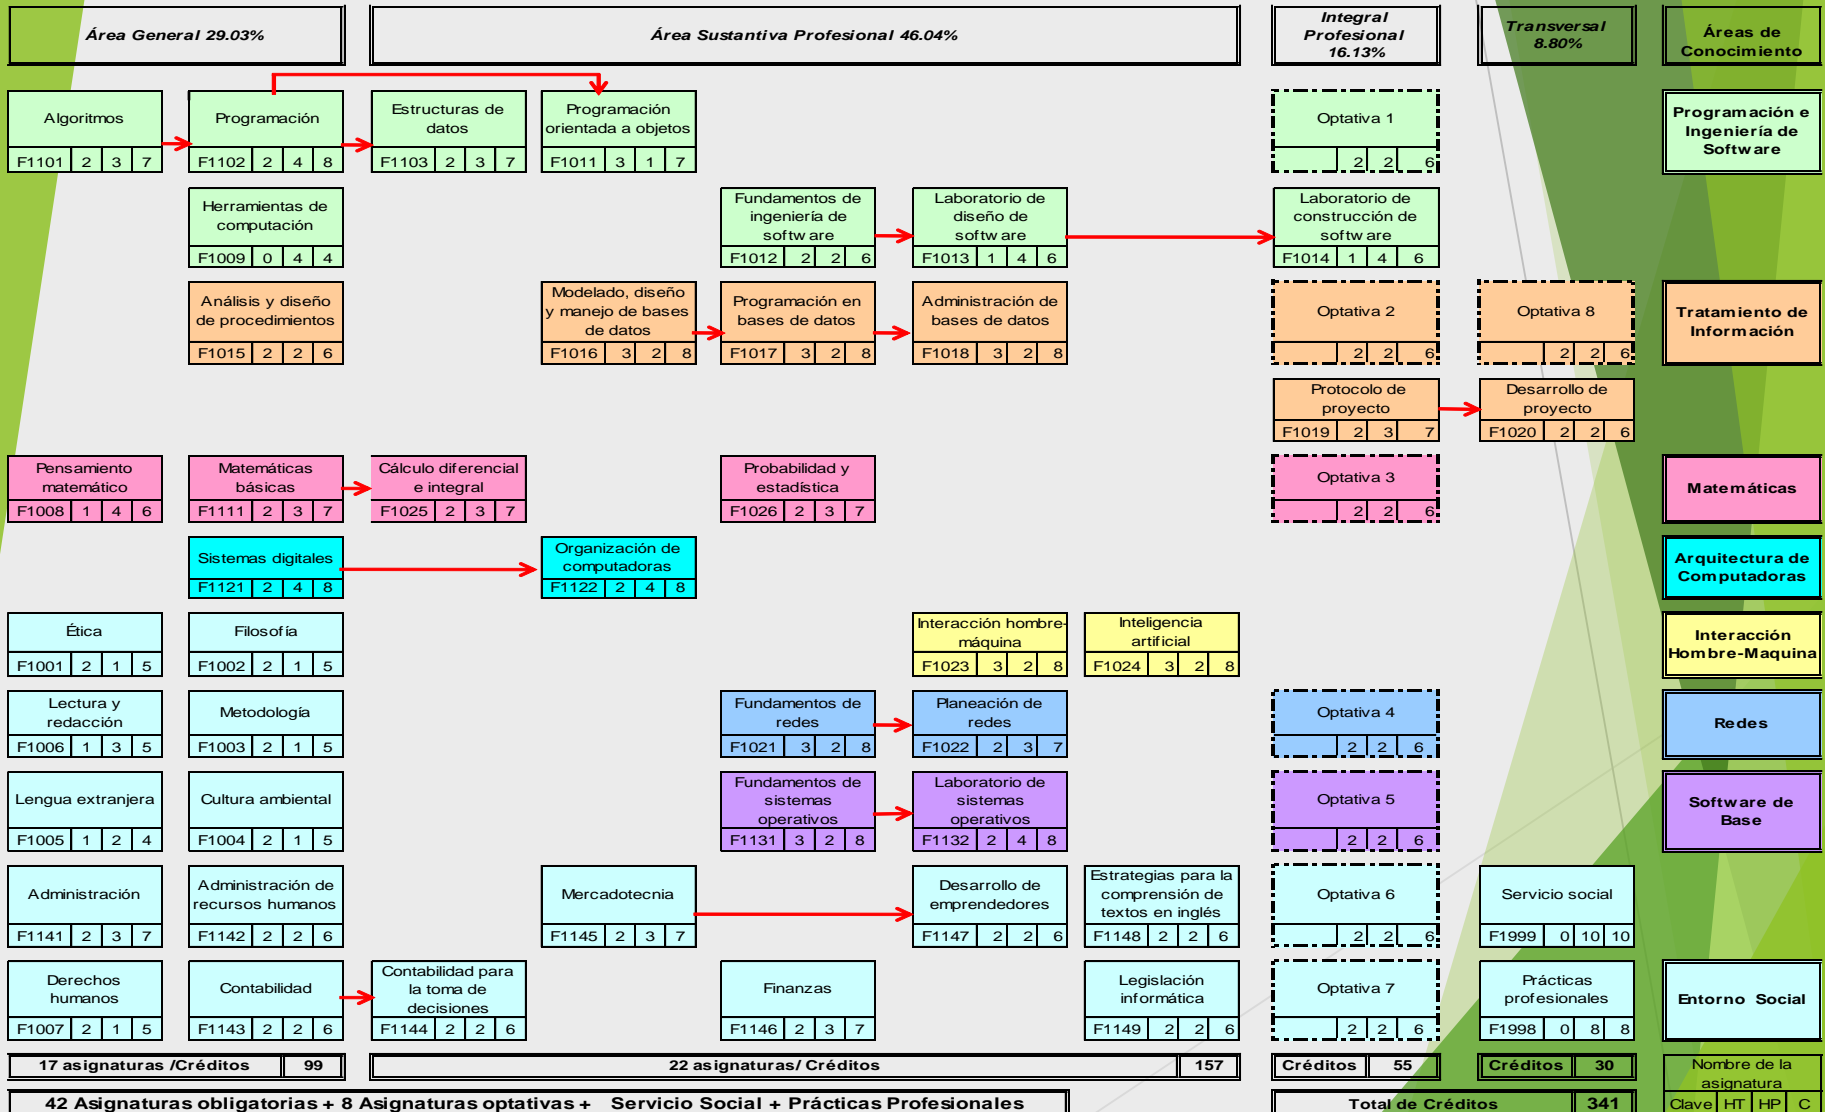 Área General 29.03%
Área Sustantiva Profesional 46.04%
Integral
Profesional
16.13%
Transversal
8.80%
Áreas de
Conocimiento
Algoritmos
F1101 2 3 7
Programación
F1102 2 4 8
Estructuras de
datos
F1103 2 3 7
Programación
orientada a objetos
F1011 3 1 7
Optativa 1
2 2 6
Programación e
Ingeniería de
Software
Herramientas de
computación
F1009 0 4 4
Fundamentos de
ingeniería de
software
F1012 2 2 6
Laboratorio de
diseño de
software
F1013 1 4 6
Laboratorio de
construcción de
software
F1014 1 4 6
Análisis y diseño
de procedimientos
F1015 2 2 6
Modelado, diseño
y manejo de bases
de datos
F1016 3 2 8
Programación en
bases de datos
F1017 3 2 8
Administración de
bases de datos
F1018 3 2 8
Optativa 2
2 2 6
Optativa 8
2 2 6
Tratamiento de
Información
Protocolo de
proyecto
F1019 2 3 7
Desarrollo de
proyecto
F1020 2 2 6
Pensamiento
matemático
F1008 1 4 6
Matemáticas
básicas
F1111 2 3 7
Cálculo diferencial
e integral
F1025 2 3 7
Probabilidad y
estadística
F1026 2 3 7
Optativa 3
2 2 6
Matemáticas
Sistemas digitales
F1121 2 4 8
Organización de
computadoras
F1122 2 4 8
Arquitectura de
Computadoras
Ética
F1001 2 1 5
Filosofía
F1002 2 1 5
Interacción hombre-
máquina
F1023 3 2 8
Inteligencia
artificial
F1024 3 2 8
Interacción
Hombre-Maquina
Lectura y
redacción
F1006 1 3 5
Metodología
F1003 2 1 5
Fundamentos de
redes
F1021 3 2 8
Planeación de
redes
F1022 2 3 7
Optativa 4
2 2 6
Redes
Lengua extranjera
F1005 1 2 4
Cultura ambiental
F1004 2 1 5
Fundamentos de
sistemas
operativos
F1131 3 2 8
Laboratorio de
sistemas
operativos
F1132 2 4 8
Optativa 5
2 2 6
Software de
Base
Administración
F1141 2 3 7
Administración de
recursos humanos
F1142 2 2 6
Mercadotecnia
F1145 2 3 7
Desarrollo de
emprendedores
F1147 2 2 6
Estrategias para la
comprensión de
textos en inglés
F1148 2 2 6
Optativa 6
2 2 6
Servicio social
F1999 0 10 10
Derechos
humanos
F1007 2 1 5
Contabilidad
F1143 2 2 6
Contabilidad para
la toma de
decisiones
F1144 2 2 6
Finanzas
F1146 2 3 7
Legislación
informática
F1149 2 2 6
Optativa 7
2 2 6
Prácticas
profesionales
F1998 0 8 8
Entorno Social
17 asignaturas /Créditos 99
22 asignaturas/ Créditos 157
Créditos 55
Créditos 30
Nombre de la
asignatura
Clave HT HP C
42 Asignaturas obligatorias + 8 Asignaturas optativas + Servicio Social + Prácticas Profesionales
Total de Créditos 341